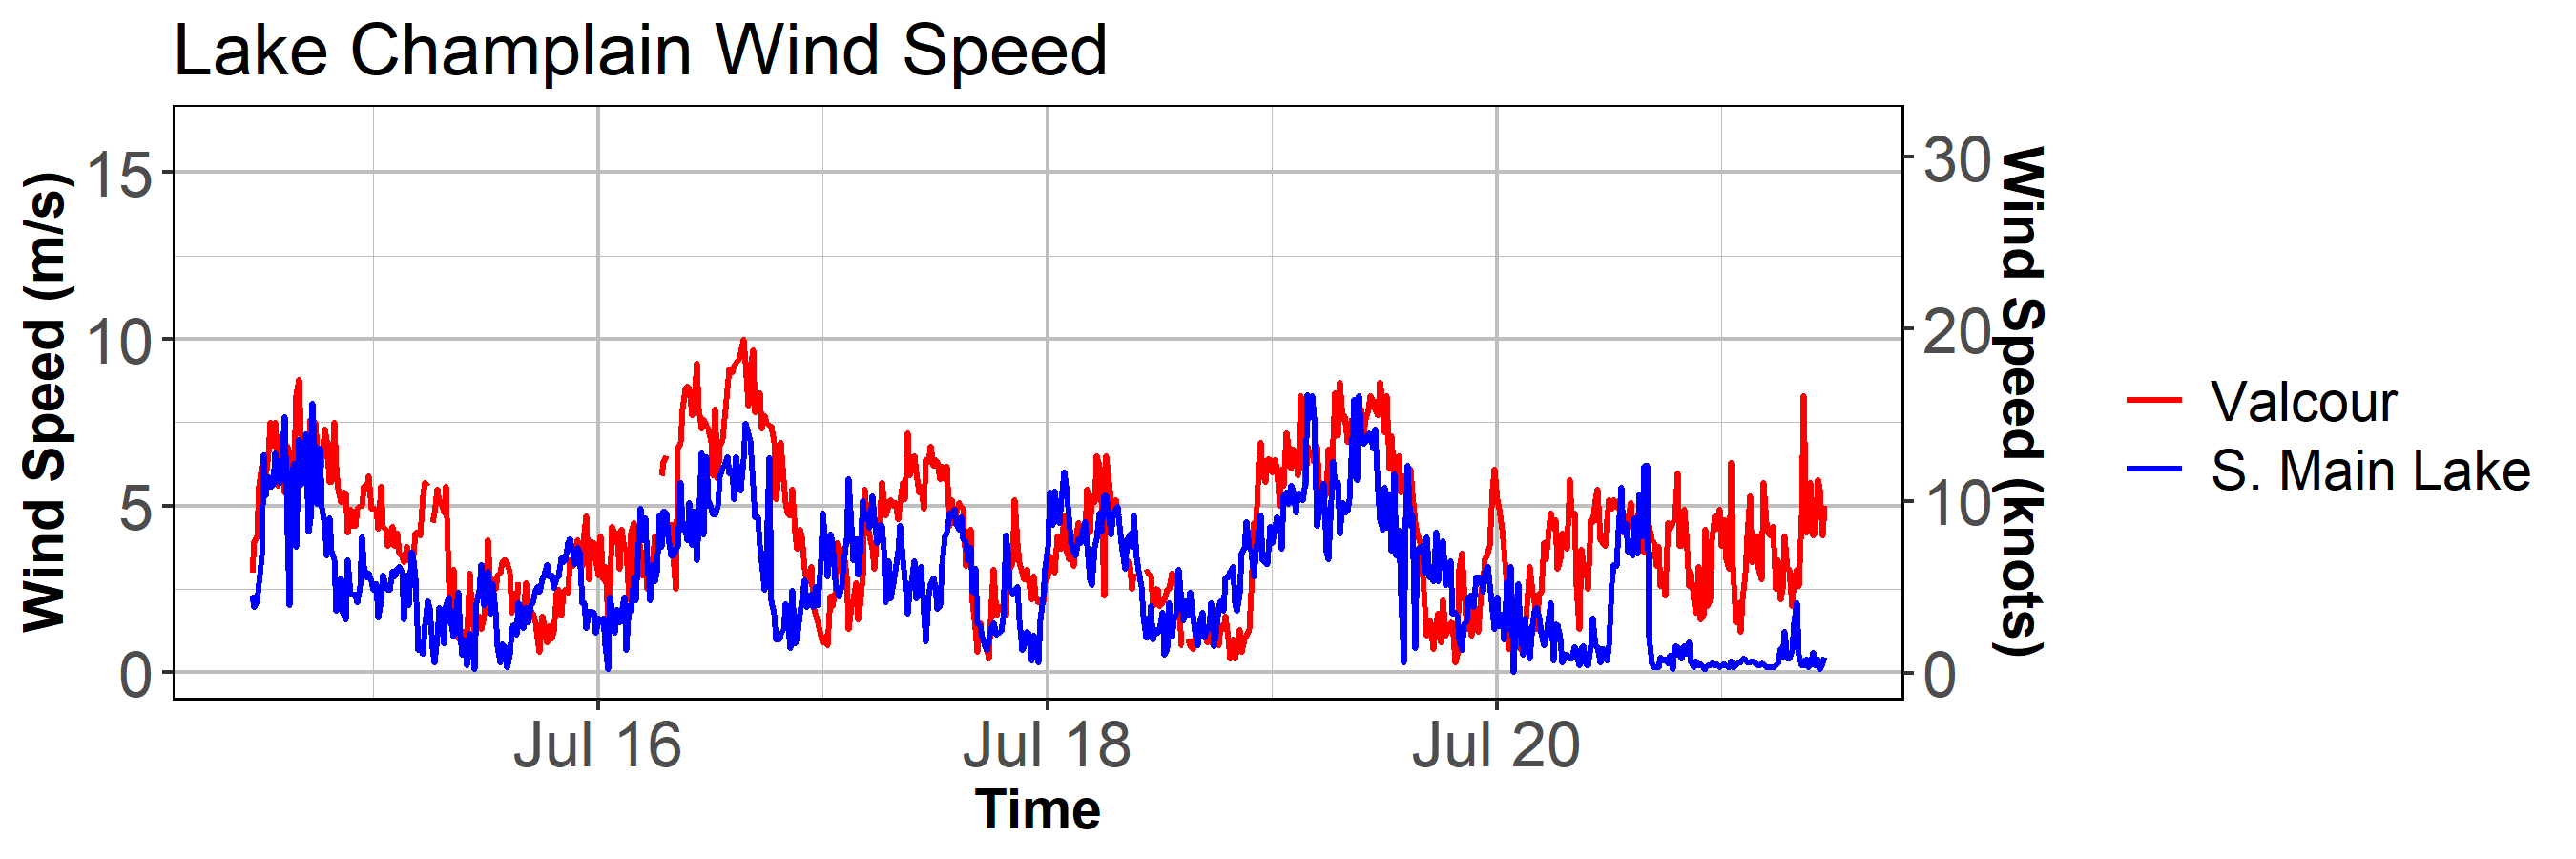 Lake Champlain Wind Speed
Wind Speed (m/s)
15
10
5
0
30
20
10
0
Wind Speed (knots)
Jul 16
Jul 18
Jul 20
Time
Valcour
S. Main Lake